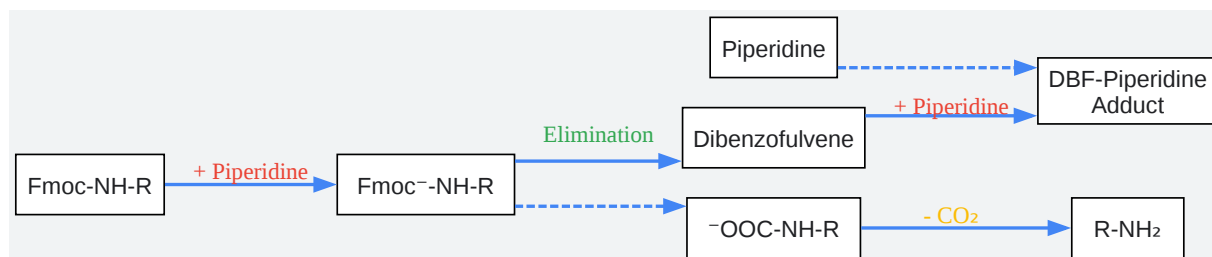 Piperidine
DBF-Piperidine
Adduct
+ Piperidine
Elimination
Dibenzofulvene
Fmoc-NH-R
+ Piperidine
Fmoc⁻-NH-R
⁻OOC-NH-R
- CO₂
R-NH₂